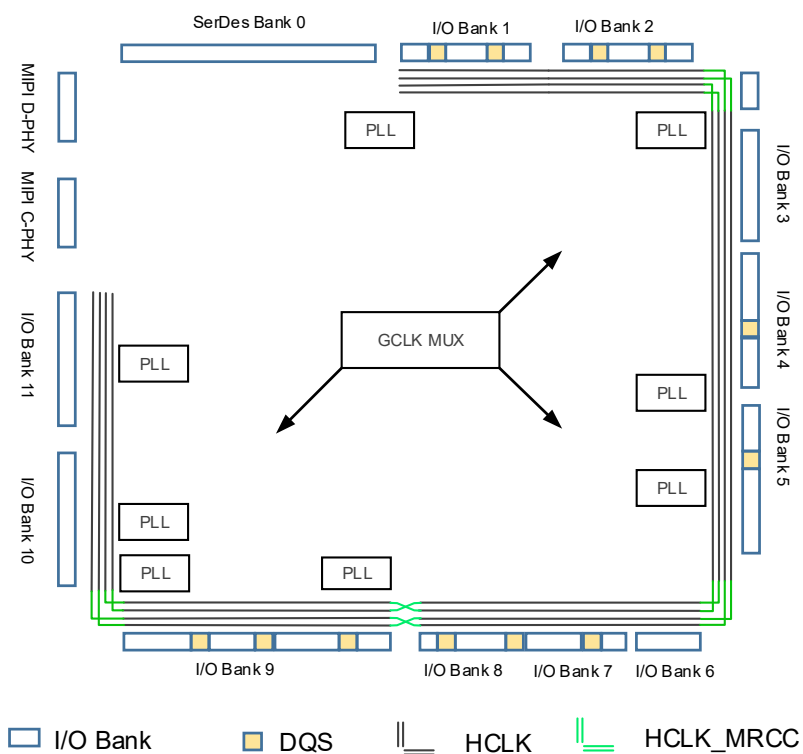 SerDes Bank 0
I/O Bank 1
I/O Bank 2
MIPI D-PHY
PLL
PLL
I/O Bank 3
MIPI C-PHY
I/O Bank 11
GCLK MUX
I/O Bank 4
PLL
PLL
I/O Bank 5
I/O Bank 10
PLL
PLL
PLL
PLL
I/O Bank 9
I/O Bank 8
I/O Bank 7
I/O Bank 6
I/O Bank
DQS
HCLK
HCLK_MRCC